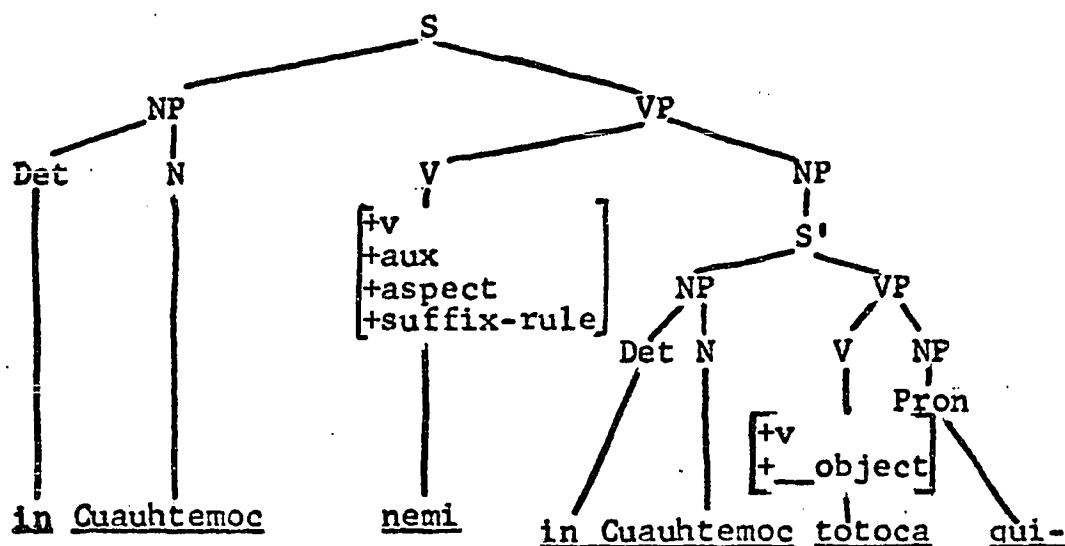 S
NP VP
Det N V NP
[+v
+aux
+aspect
+suffix-rule]
S'
NP VP
Det N V NP
Pron
[+v
+__object]
in Cuauhtemoc nemi in Cuauhtemoc totoca qui-